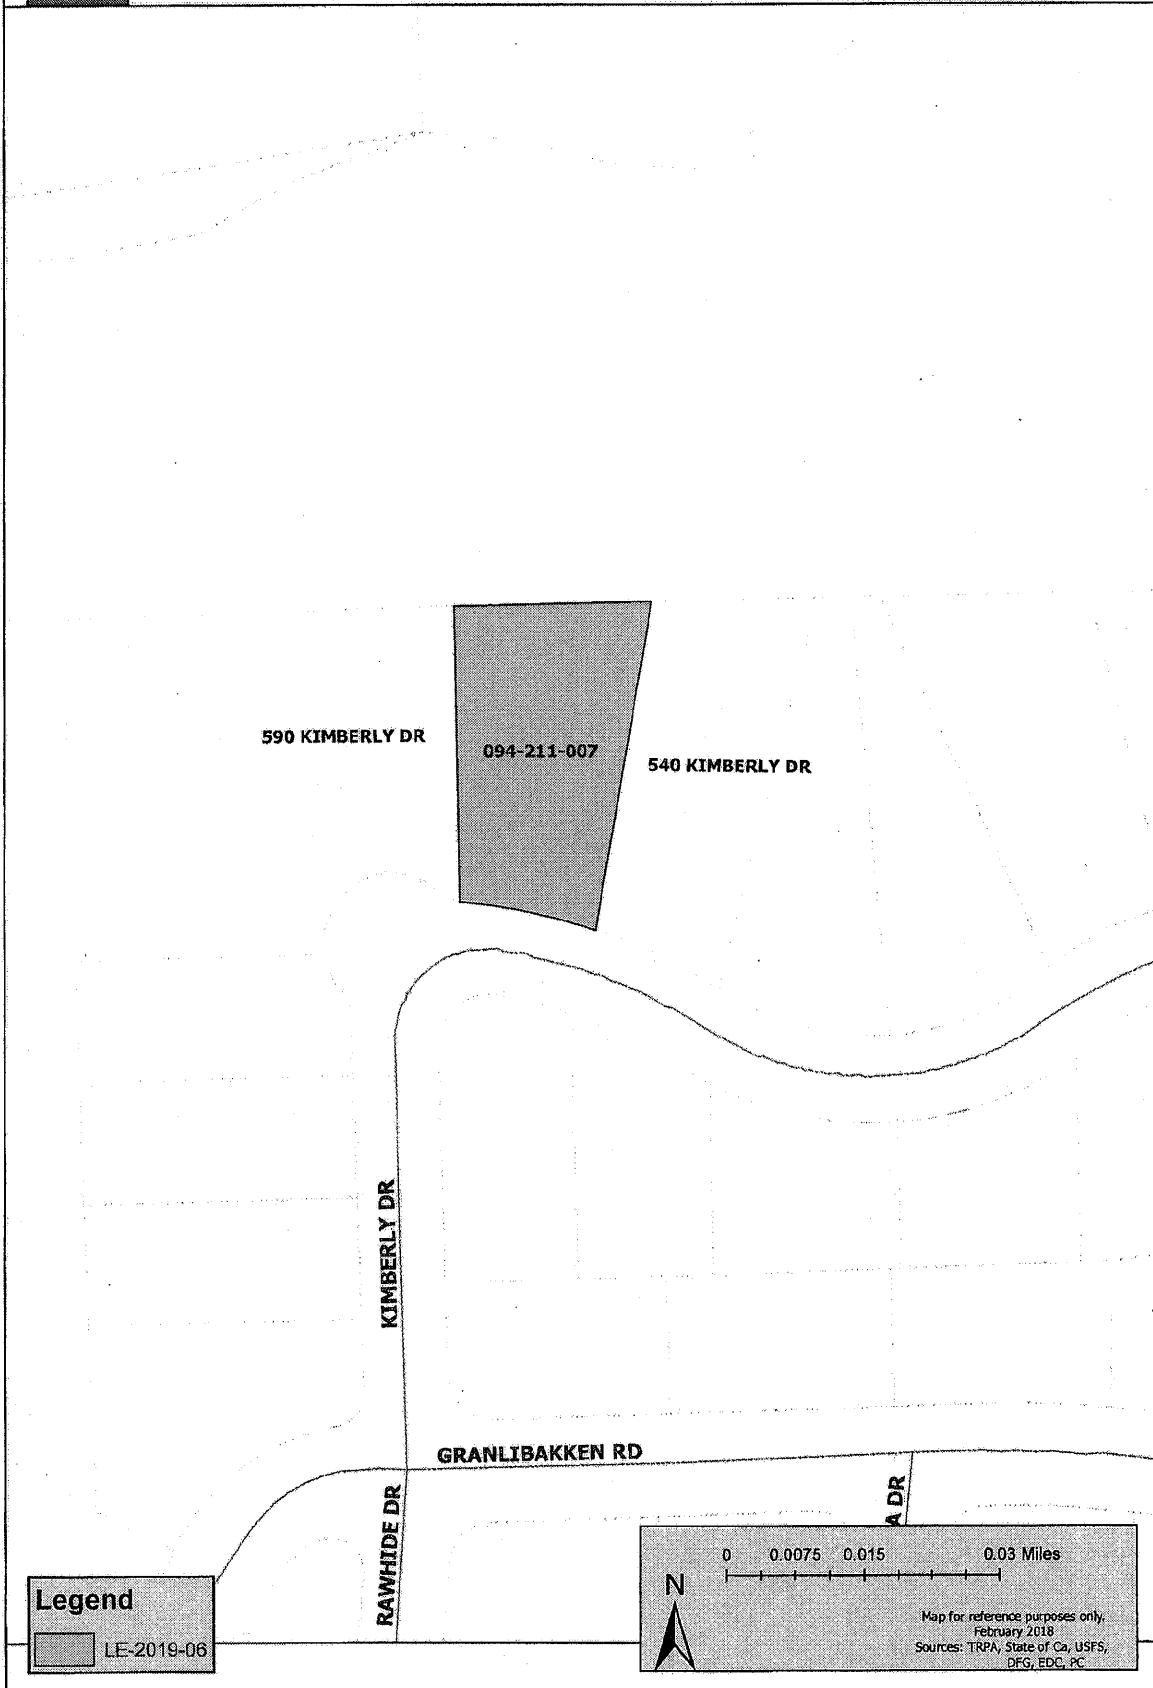 590 KIMBERLY DR
094-211-007
540 KIMBERLY DR
KIMBERLY DR
GRANLIBAKKEN RD
RAWHIDE DR
A DR
Legend
LE-2019-06
0 0.0075 0.015 0.03 Miles
N
Map for reference purposes only.
February 2018
Sources: TRPA, State of Ca, USFS,
DFG, EDC, PC